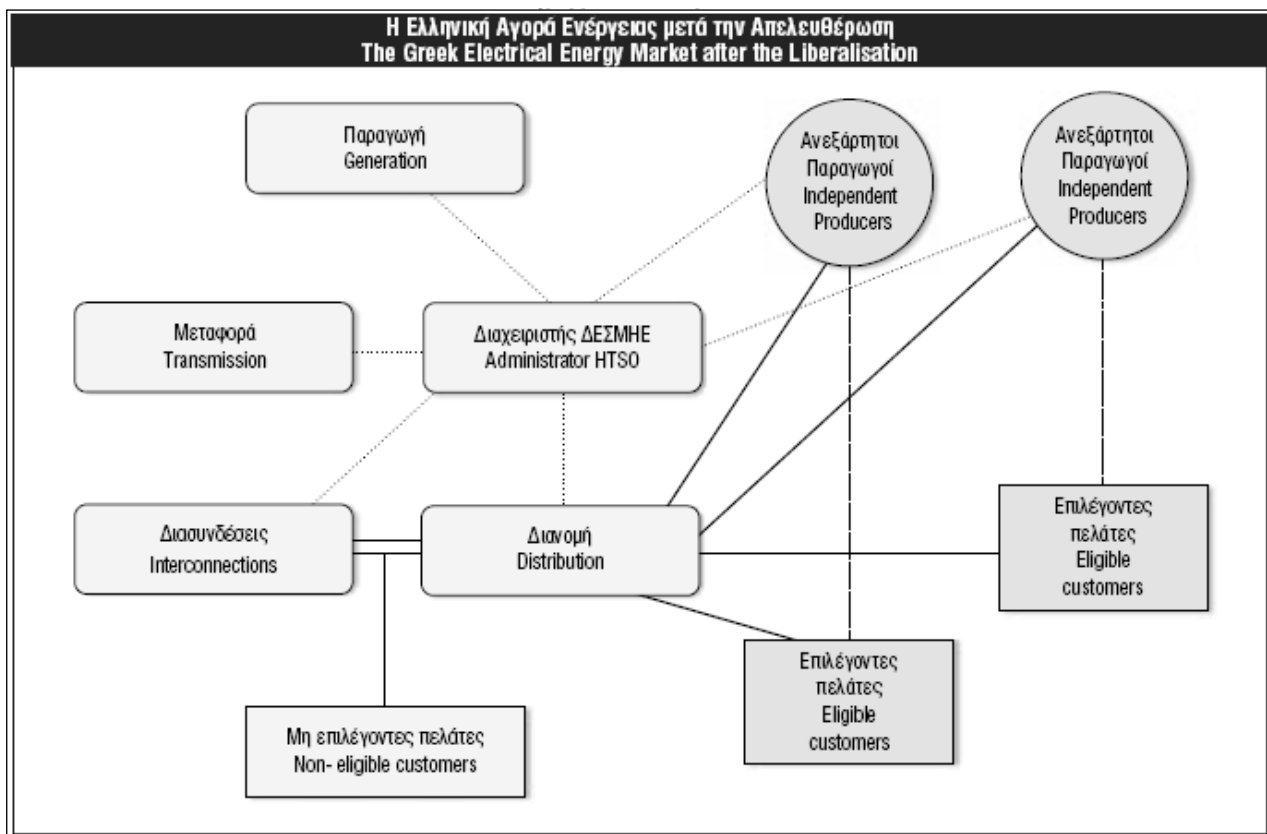 Η Ελληνική Αγορά Ενέργειας μετά την Απελευθέρωση
The Greek Electrical Energy Market after the Liberalisation
Παραγωγή
Generation
Ανεξάρτητοι
Παραγωγοί
Independent
Producers
Ανεξάρτητοι
Παραγωγοί
Independent
Producers
Μεταφορά
Transmission
Διαχειριστής ΔΕΣΜΗΕ
Administrator HTSO
Διασυνδέσεις
Interconnections
Διανομή
Distribution
Επιλέγοντες
πελάτες
Eligible
customers
Επιλέγοντες
πελάτες
Eligible
customers
Μη επιλέγοντες πελάτες
Non- eligible customers